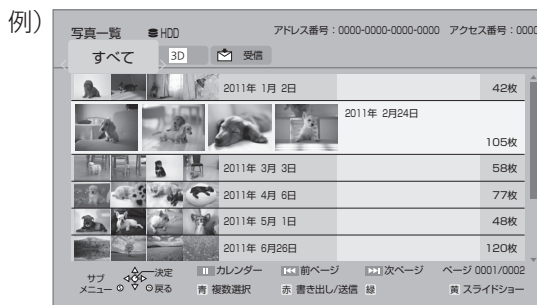 例)
写真一覧 HDD アドレス番号:0000-0000-0000-0000 アクセス番号:0000
すべて 3D 受信
2011年 1月 2日 42枚
2011年 2月24日
105枚
2011年 3月 3日 58枚
2011年 4月 6日 77枚
2011年 5月 1日 48枚
2011年 6月26日 120枚
サブメニュー 決定 戻る カレンダー 前ページ 次ページ ページ 0001/0002
青 複数選択 赤 書き出し/送信 緑 黄 スライドショー